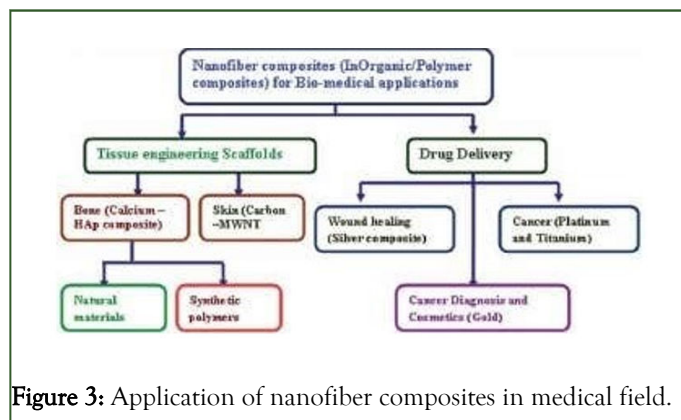 Nanofiber composites (InOrganic/Polymer
composites) for Bio-medical applications
Tissue engineering Scaffolds
Drug Delivery
Bone (Calcium –
HAp composite)
Skin (Carbon
–MWNT
Wound healing
(Silver composite)
Cancer (Platinum
and Titanium)
Natural
materials
Synthetic
polymers
Cancer Diagnosis and
Cosmetics (Gold)
Figure 3: Application of nanofiber composites in medical field.